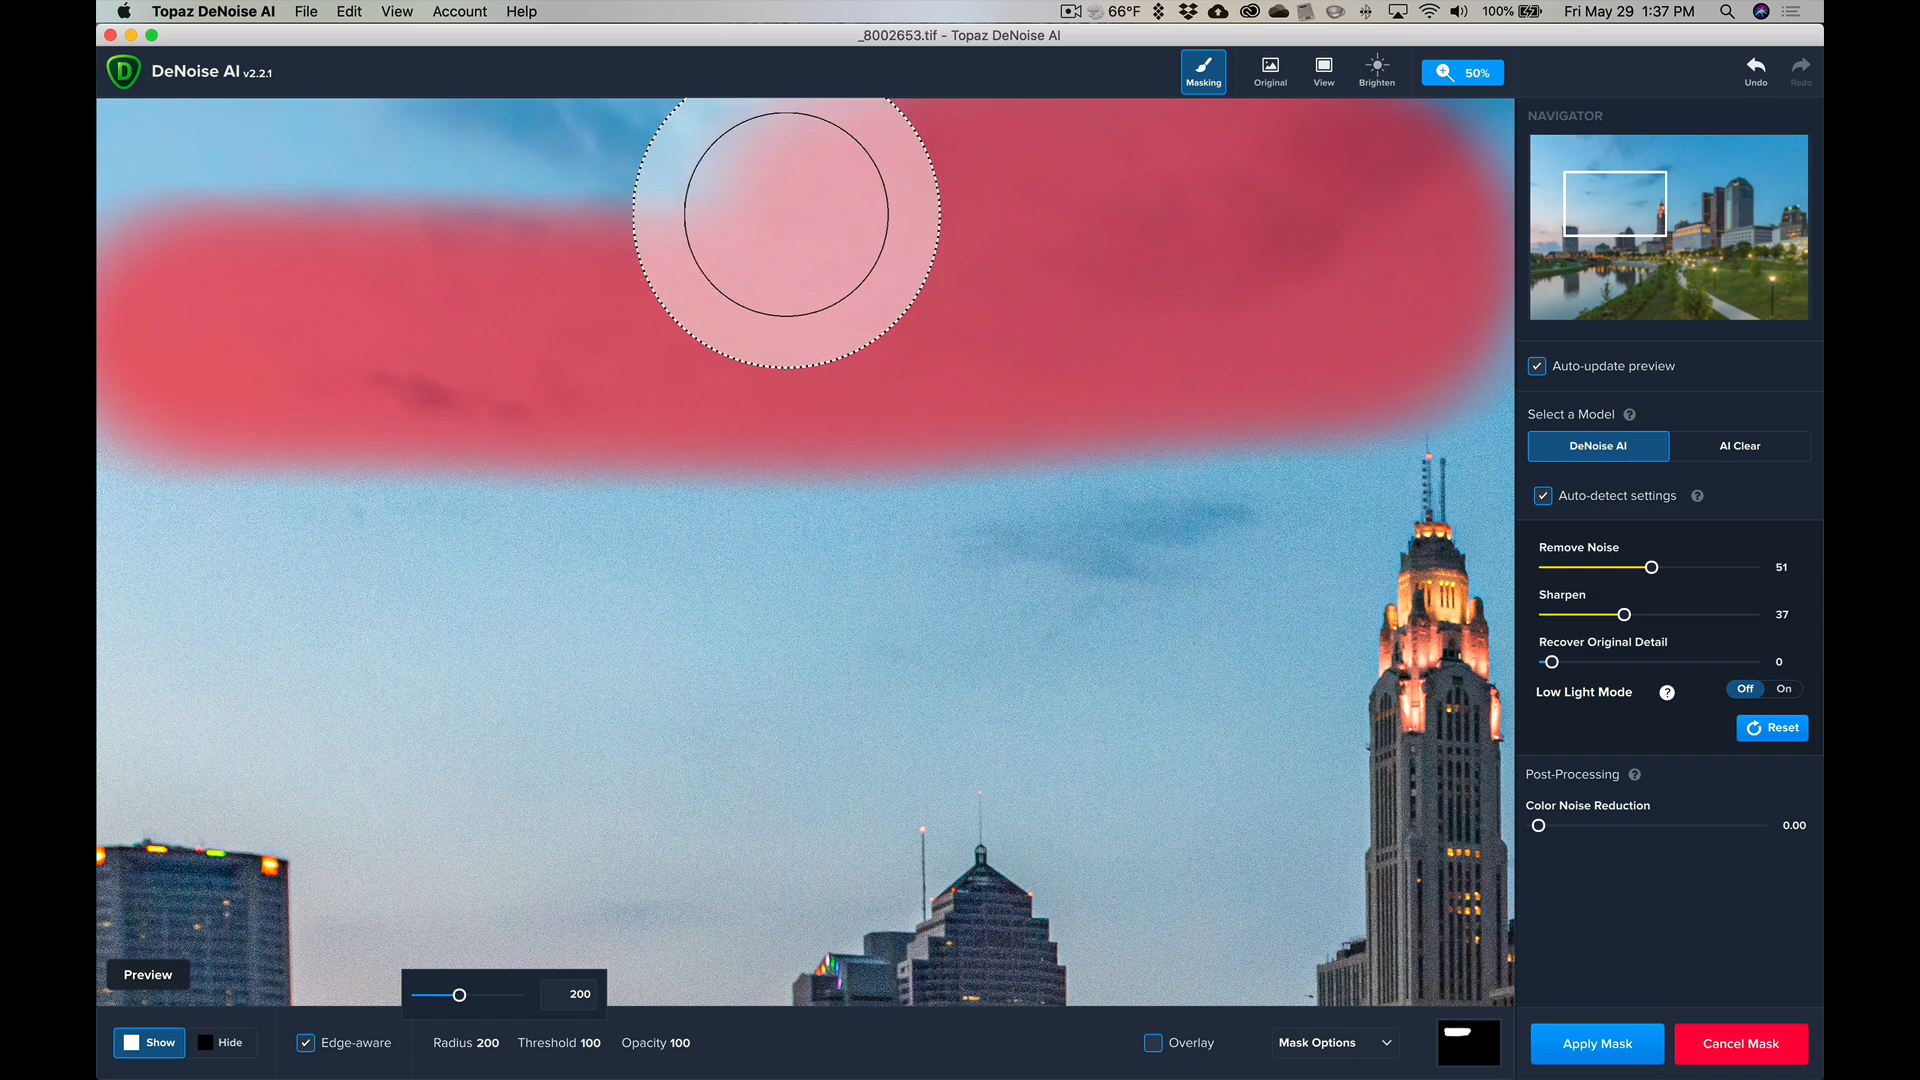 Topaz DeNoise AI File Edit View Account Help 66°F 100% Fri May 29 1:37 PM
_8002653.tif - Topaz DeNoise AI
DeNoise AI v2.2.1
Masking Original View Brighten 50% Undo Redo
NAVIGATOR
Auto-update preview
Select a Model ?
DeNoise AI AI Clear
Auto-detect settings ?
Remove Noise
51
Sharpen
37
Recover Original Detail
0
Low Light Mode ? Off On
Reset
Post-Processing ?
Color Noise Reduction
0.00
Preview
200
Show Hide Edge-aware Radius 200 Threshold 100 Opacity 100 Overlay Mask Options Apply Mask Cancel Mask